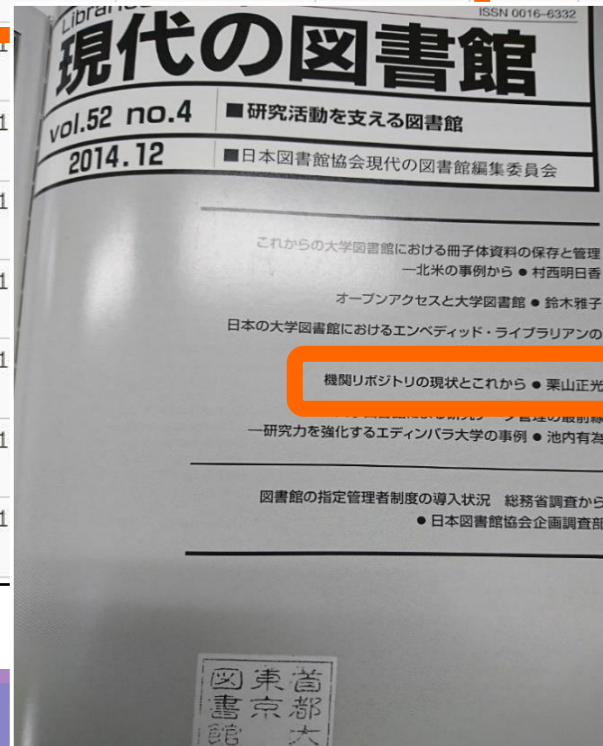 ISSN 0016-6332
現代の図書館
vol.52 no.4
■研究活動を支える図書館
2014.12
■日本図書館協会現代の図書館編集委員会
これからの大学図書館における冊子体資料の保存と管理
―北米の事例から ● 村西明日香
オープンアクセスと大学図書館 ● 鈴木雅子
日本の大学図書館におけるエンベディッド・ライブラリアンの
機関リポジトリの現状とこれから ● 栗山正光
―研究力を強化するエディンバラ大学の事例 ● 池内有為
図書館の指定管理者制度の導入状況 総務省調査から
● 日本図書館協会企画調査部
首都大
東京
図書館